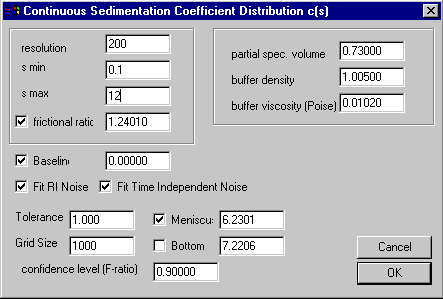 Continuous Sedimentation Coefficient Distribution c(s)
resolution 200
s min 0.1
s max 12
frictional ratic 1.24010
partial spec. volume 0.73000
buffer density 1.00500
buffer viscosity (Poise) 0.01020
Baseline 0.00000
Fit RI Noise Fit Time Independent Noise
Tolerance 1.000 Meniscu: 6.2301
Grid Size 1000 Bottom 7.2206
confidence level (F-ratio) 0.90000
Cancel
OK